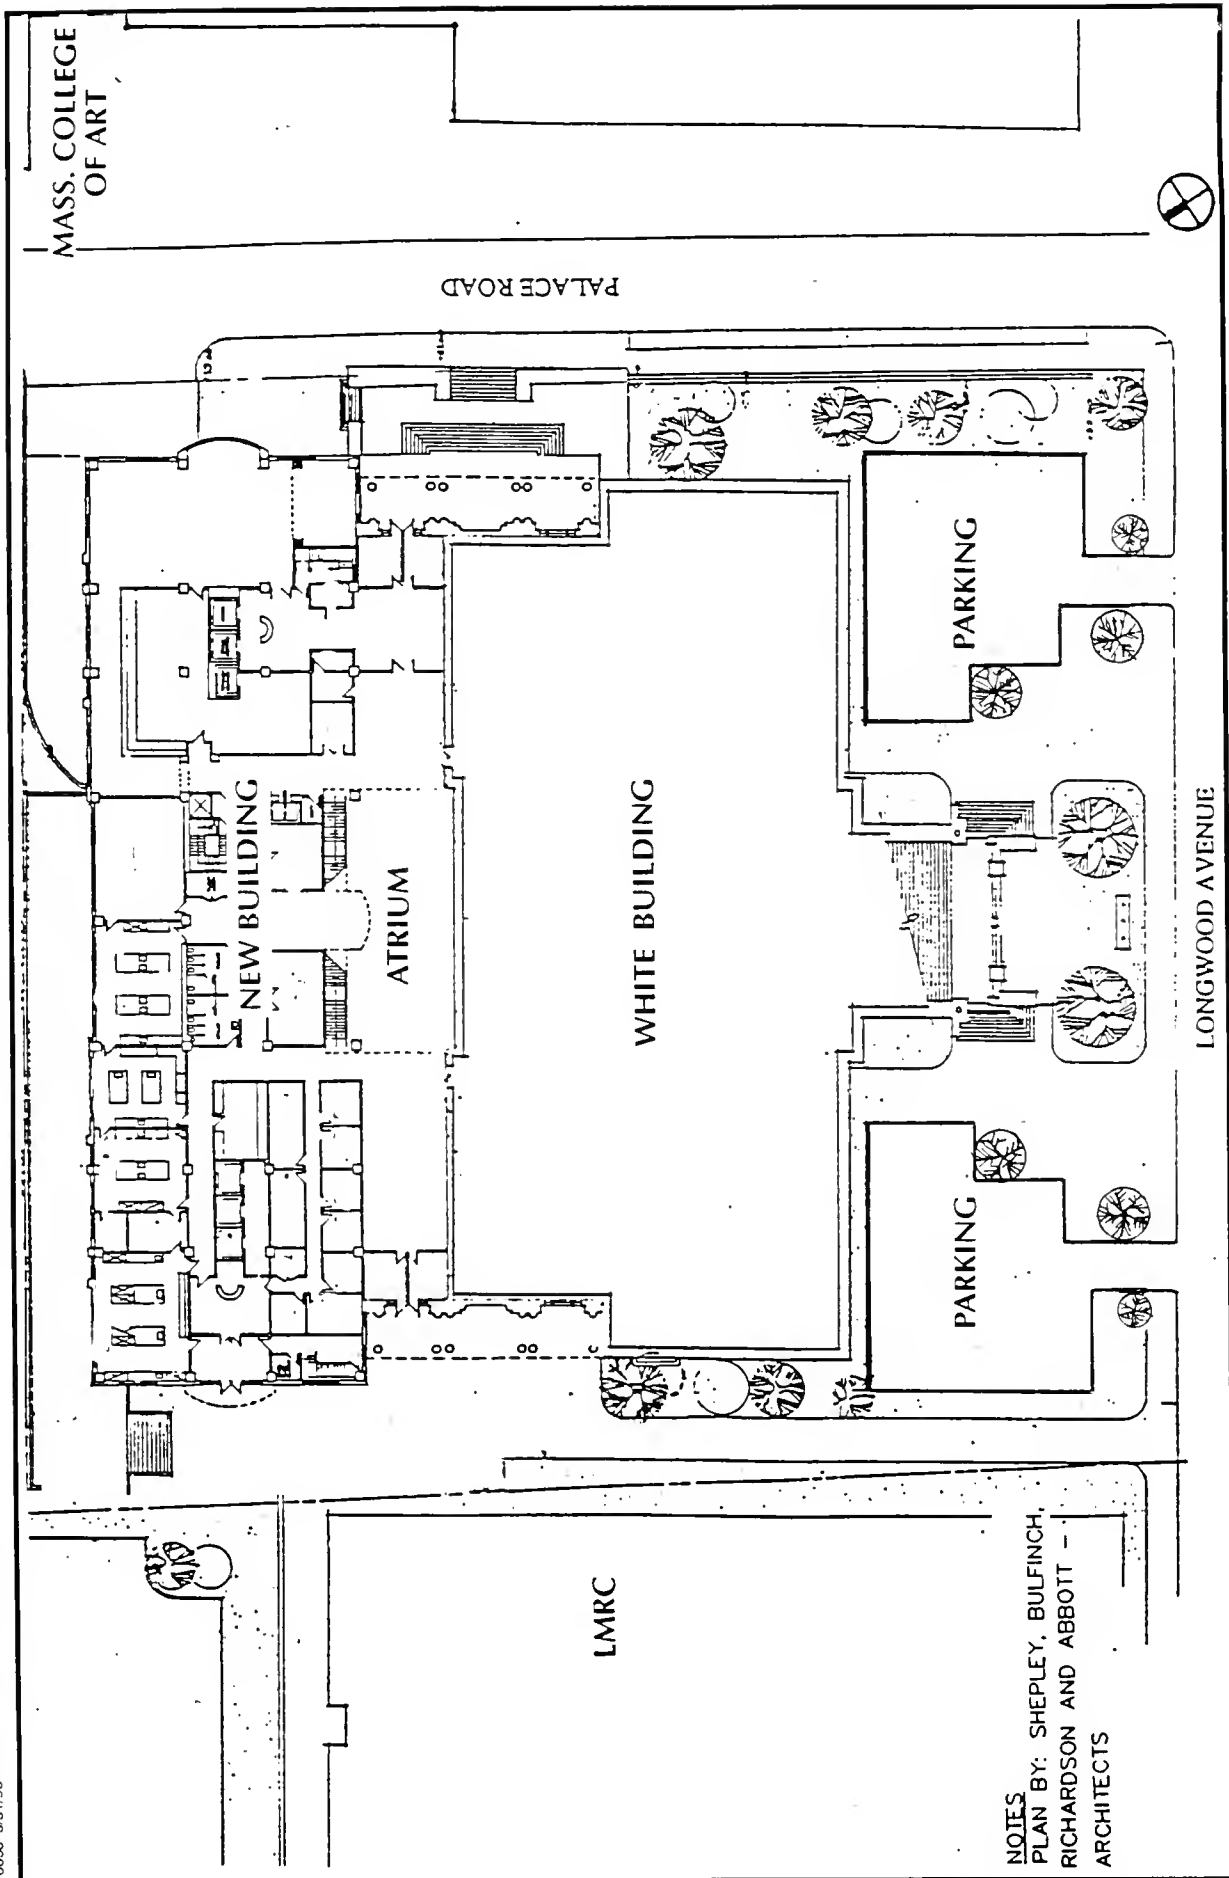 MASS. COLLEGE
OF ART
PALACE ROAD
NEW BUILDING
ATRIUM
WHITE BUILDING
PARKING
PARKING
LONGWOOD AVENUE
LMRC
NOTES
PLAN BY: SHEPLEY, BULFINCH,
RICHARDSON AND ABBOTT –
ARCHITECTS